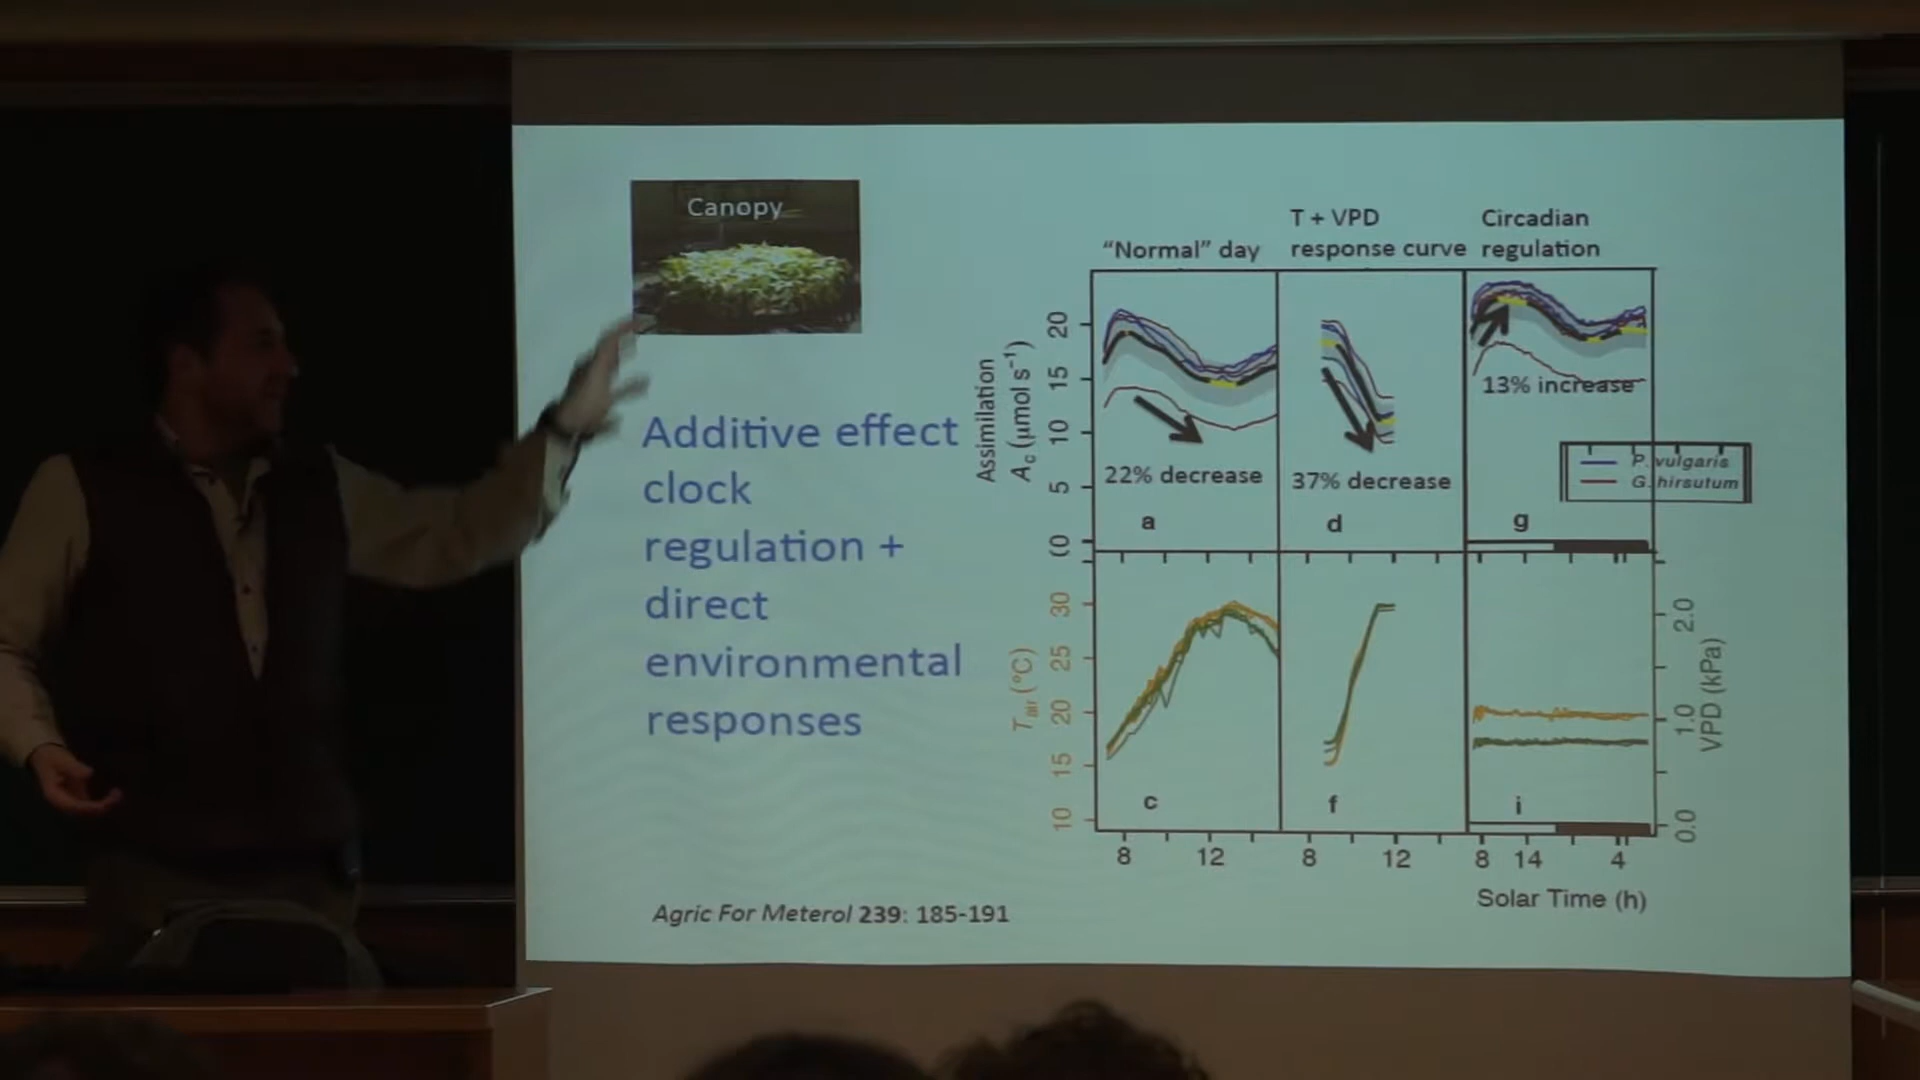 Canopy
Additive effect
clock
regulation +
direct
environmental
responses
Agric For Meterol 239: 185-191
"Normal" day
T + VPD
response curve
Circadian
regulation
Assimilation
A_c (μmol s⁻¹)
20
15
10
5
0
22% decrease
a
37% decrease
d
13% increase
g
P. vulgaris
G. hirsutum
T_air (°C)
30
25
20
15
10
c
f
i
2.0
1.0
0.0
VPD (kPa)
8 12 8 12 8 14 4
Solar Time (h)